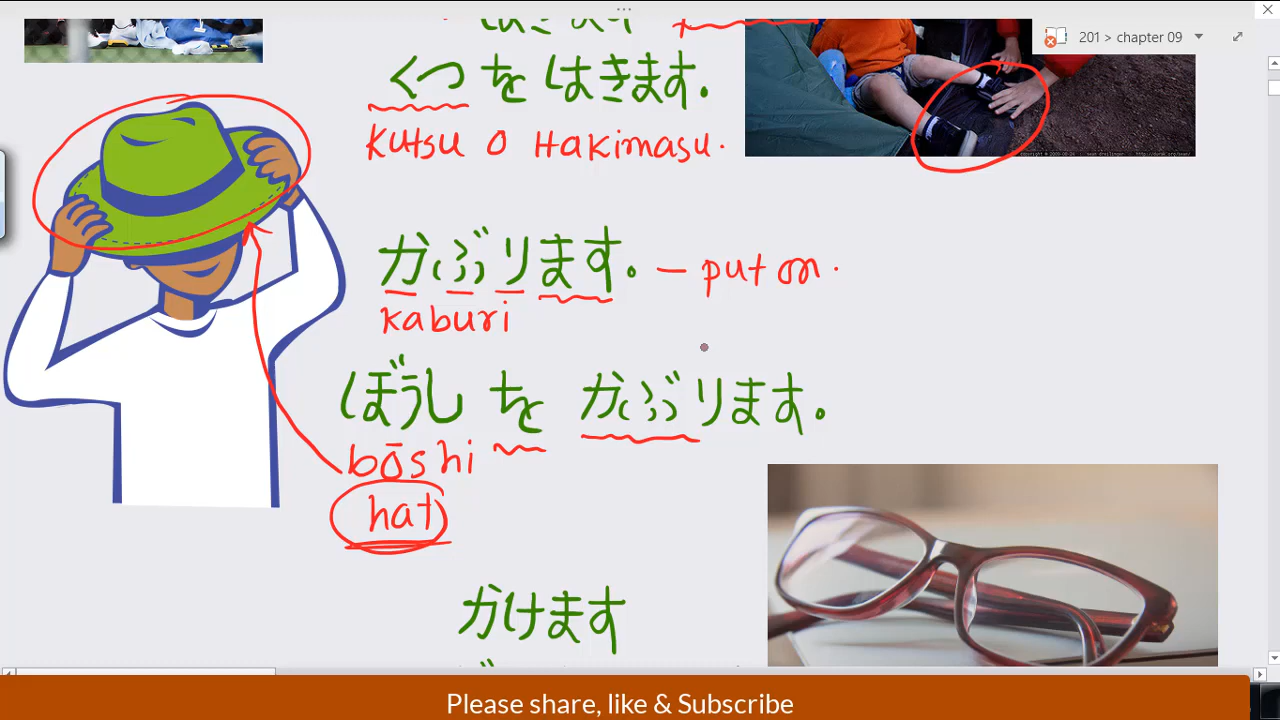 201 > chapter 09
くつ を はきます。
kutsu o Hakimasu.
かぶります。 – put on.
kaburi
ぼうし を かぶります。
bōshi
hat
かけます
Please share, like & Subscribe